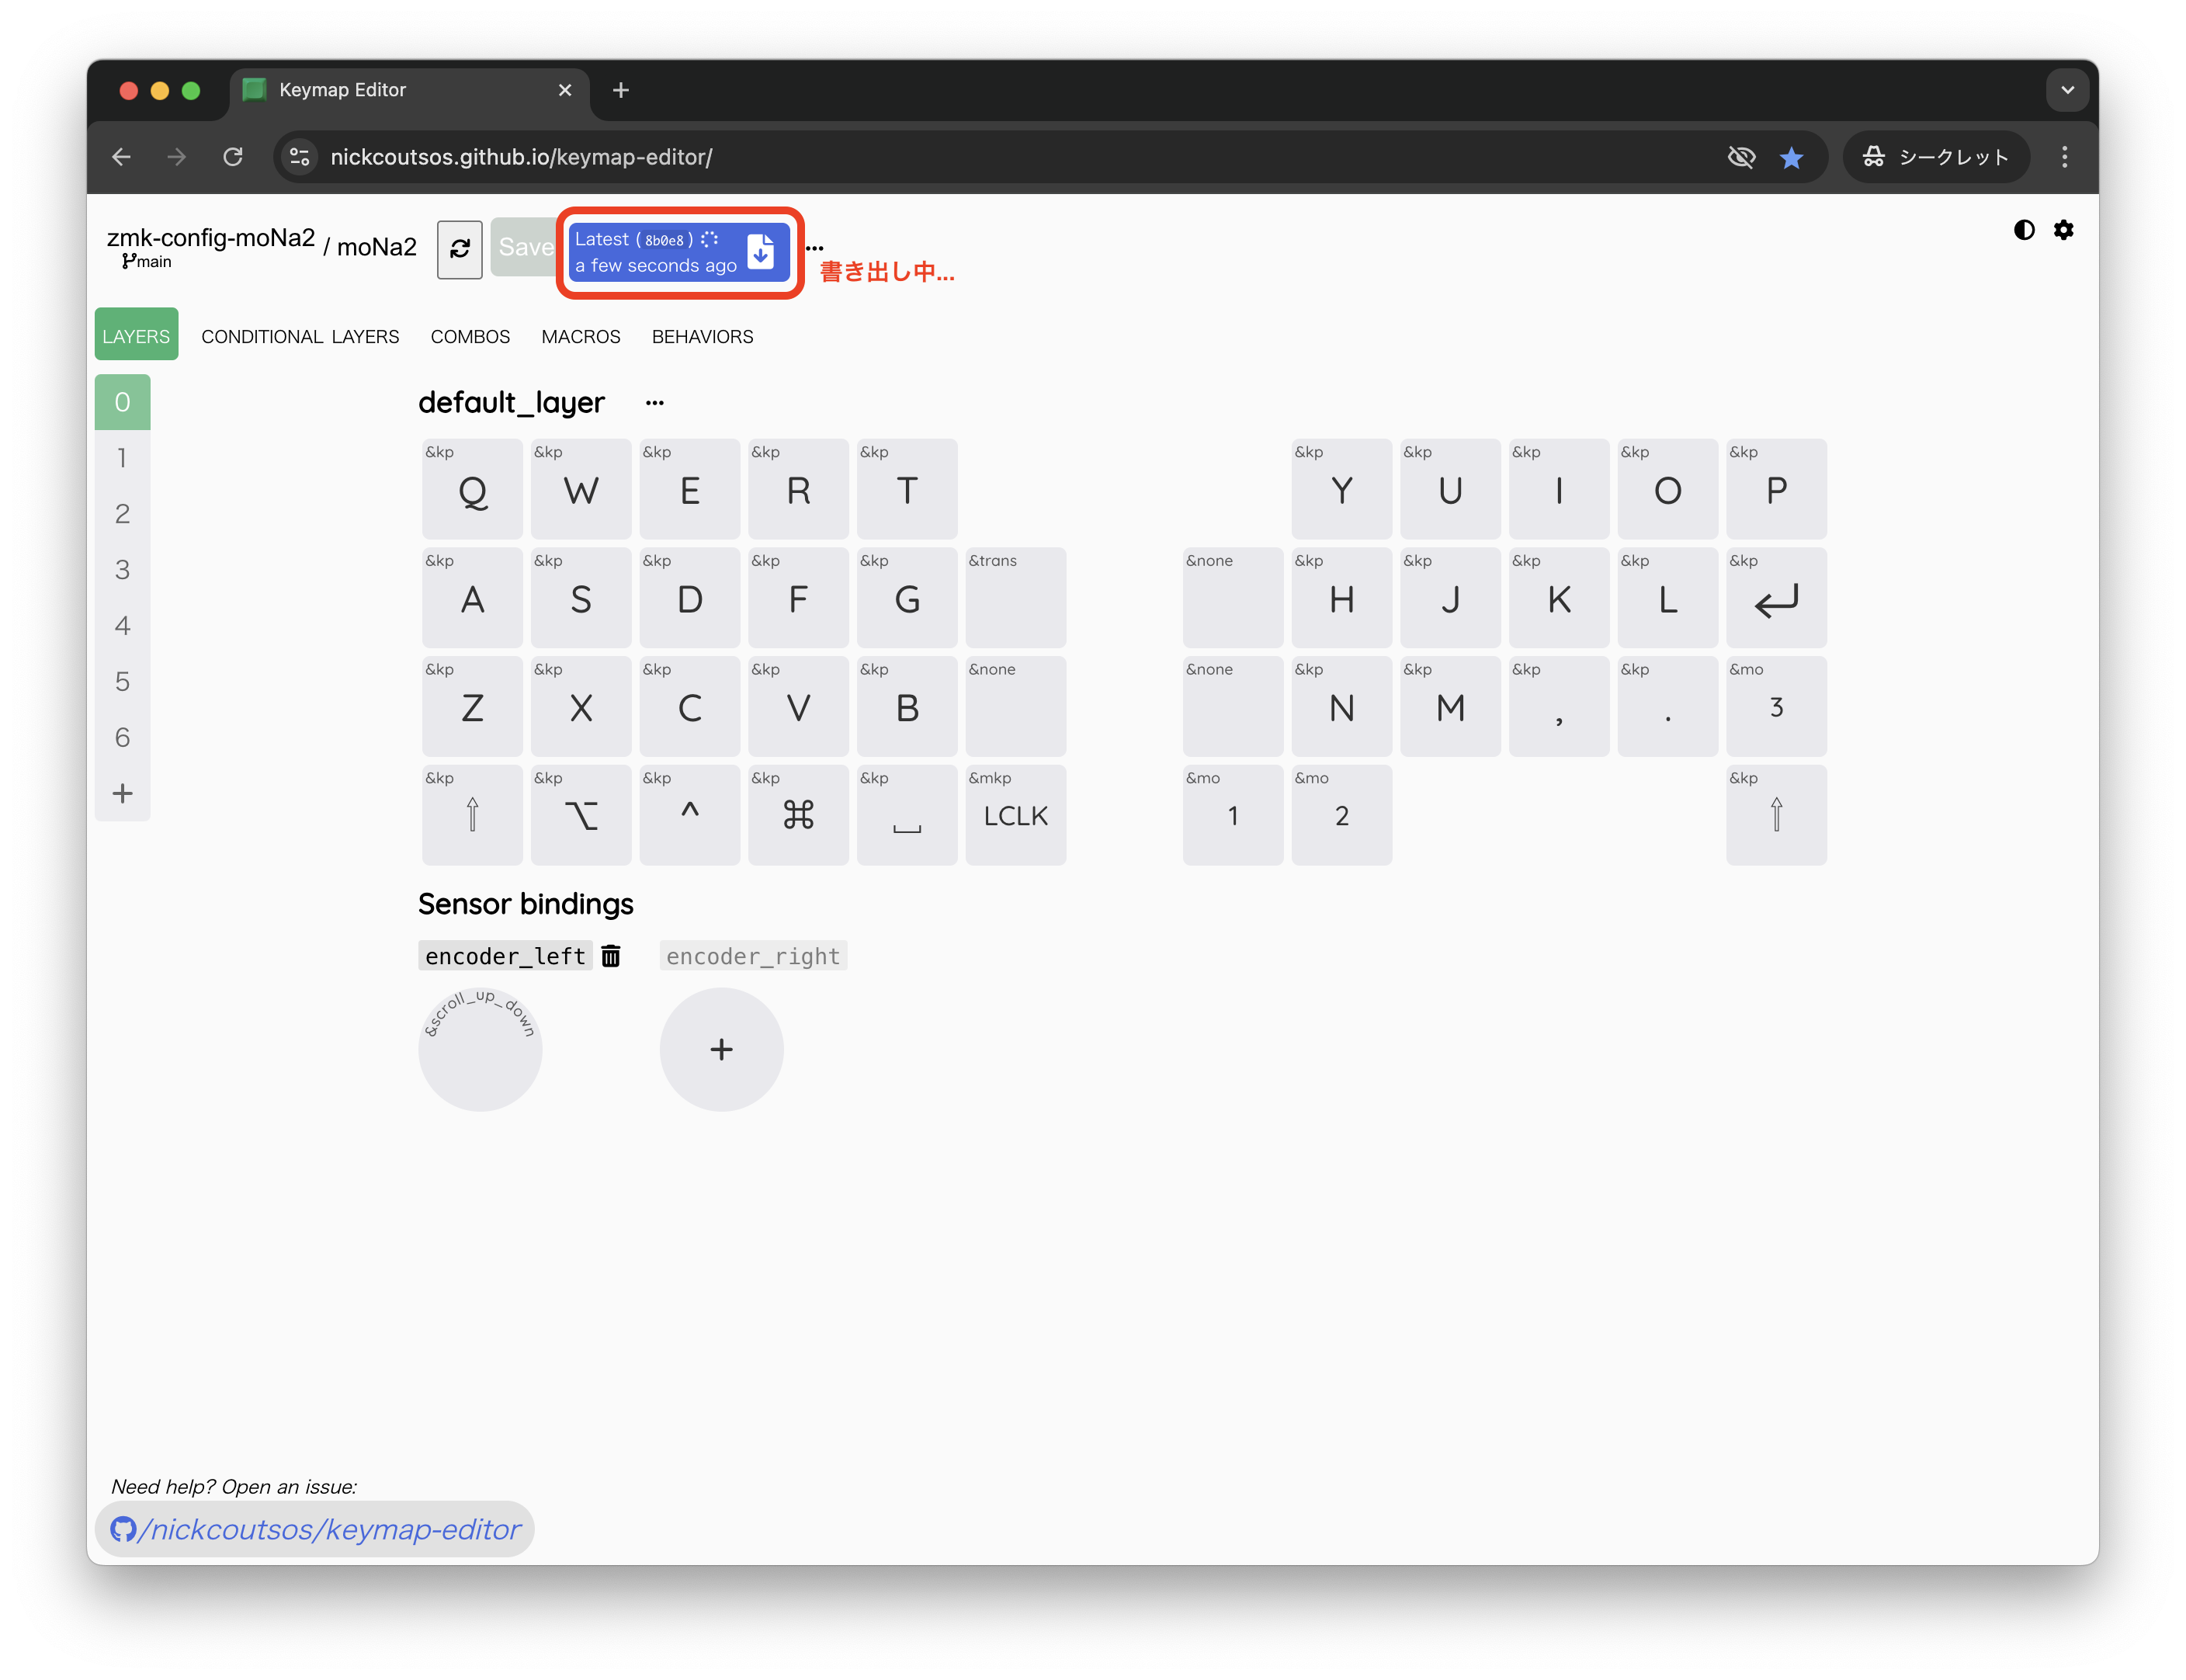 Keymap Editor
nickcoutsos.github.io/keymap-editor/
シークレット
zmk-config-moNa2 / moNa2
main
Save
Latest (8b0e8)
a few seconds ago
...
書き出し中...
LAYERS CONDITIONAL LAYERS COMBOS MACROS BEHAVIORS
0
1
2
3
4
5
6
+
default_layer ...
&kp &kp &kp &kp &kp &kp &kp &kp &kp &kp
Q W E R T Y U I O P
&kp &kp &kp &kp &kp &trans &none &kp &kp &kp &kp &kp
A S D F G H J K L
&kp &kp &kp &kp &kp &none &none &kp &kp &kp &kp &mo
Z X C V B N M , . 3
&kp &kp &kp &kp &kp &mkp &mo &mo &kp
⇧ ⌥ ^ ⌘ ⎵ LCLK 1 2 ⇧
Sensor bindings
encoder_left encoder_right
&scroll_up_down
+
Need help? Open an issue:
/nickcoutsos/keymap-editor